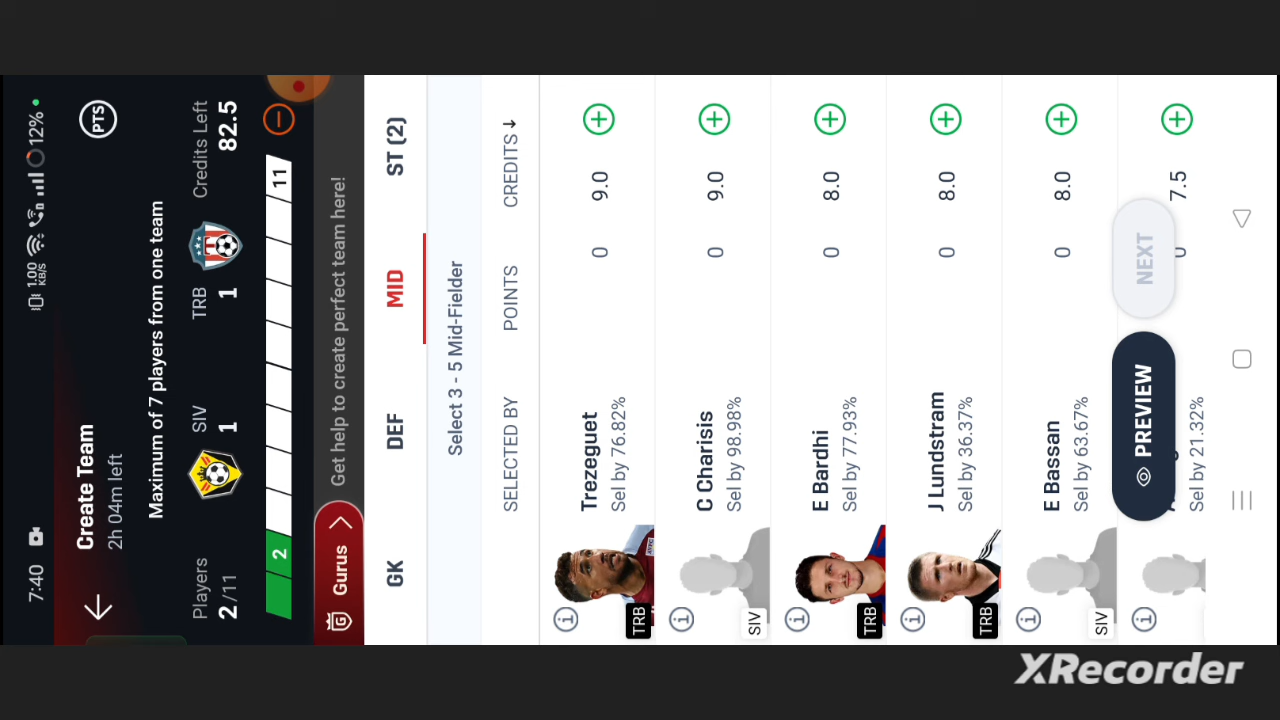 7:40
1.00 KB/S
12%
Create Team
2h 04m left
PTS
Maximum of 7 players from one team
Players
2/11
SIV
1
TRB
1
Credits Left
82.5
2
11
Gurus
Get help to create perfect team here!
GK
DEF
MID
ST (2)
Select 3 - 5 Mid-Fielder
SELECTED BY
POINTS
CREDITS
TRB
Trezeguet
Sel by 76.82%
0
9.0
SIV
C Charisis
Sel by 98.98%
0
9.0
TRB
E Bardhi
Sel by 77.93%
0
8.0
TRB
J Lundstram
Sel by 36.37%
0
8.0
SIV
E Bassan
Sel by 63.67%
0
8.0
Sel by 21.32%
0
7.5
PREVIEW
NEXT
XRecorder